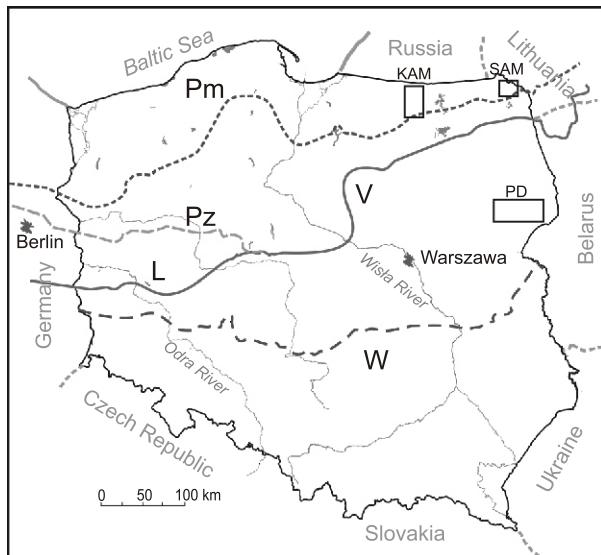 Baltic Sea
Russia
Lithuania
KAM
SAM
Pm
V
PD
Pz
Berlin
Warszawa
Belarus
L
Wisla River
Germany
Odra River
W
Czech Republic
Ukraine
0 50 100 km
Slovakia